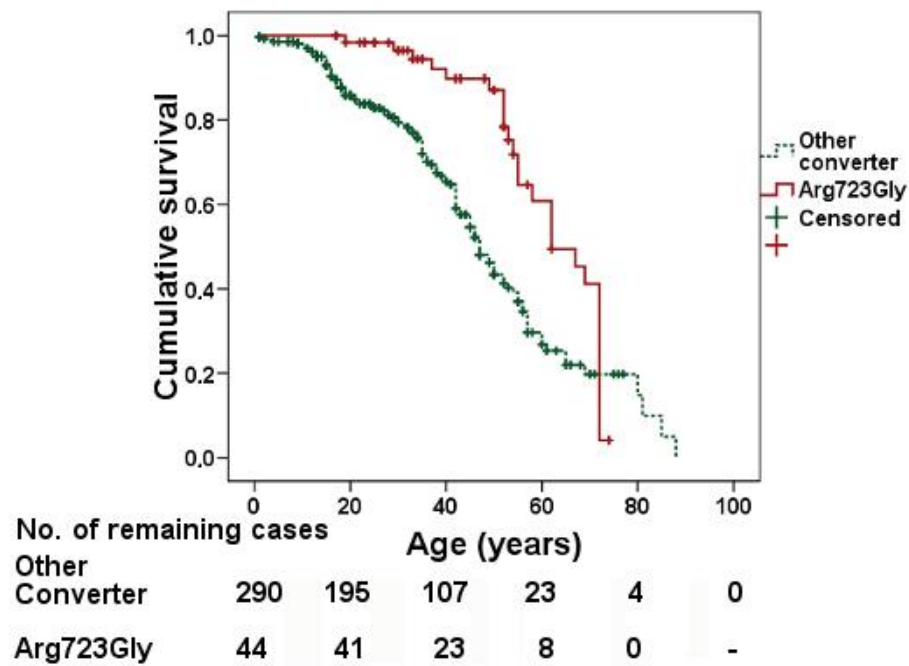 Cumulative survival
1.0
0.8
0.6
0.4
0.2
0.0
0 20 40 60 80 100
Age (years)
Other
converter
Arg723Gly
Censored
No. of remaining cases
Other
Converter 290 195 107 23 4 0
Arg723Gly 44 41 23 8 0 -